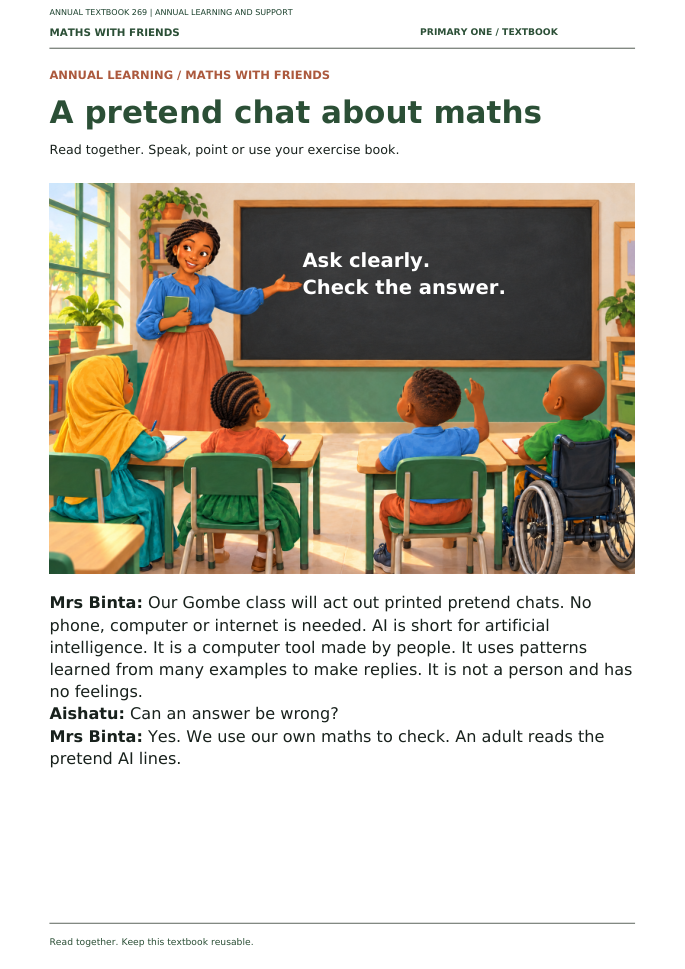 ANNUAL TEXTBOOK 269 | ANNUAL LEARNING AND SUPPORT
MATHS WITH FRIENDS
PRIMARY ONE / TEXTBOOK
ANNUAL LEARNING / MATHS WITH FRIENDS
A pretend chat about maths
Read together. Speak, point or use your exercise book.
Ask clearly.
Check the answer.
Mrs Binta: Our Gombe class will act out printed pretend chats. No
phone, computer or internet is needed. AI is short for artificial
intelligence. It is a computer tool made by people. It uses patterns
learned from many examples to make replies. It is not a person and has
no feelings.
Aishatu: Can an answer be wrong?
Mrs Binta: Yes. We use our own maths to check. An adult reads the
pretend AI lines.
Read together. Keep this textbook reusable.